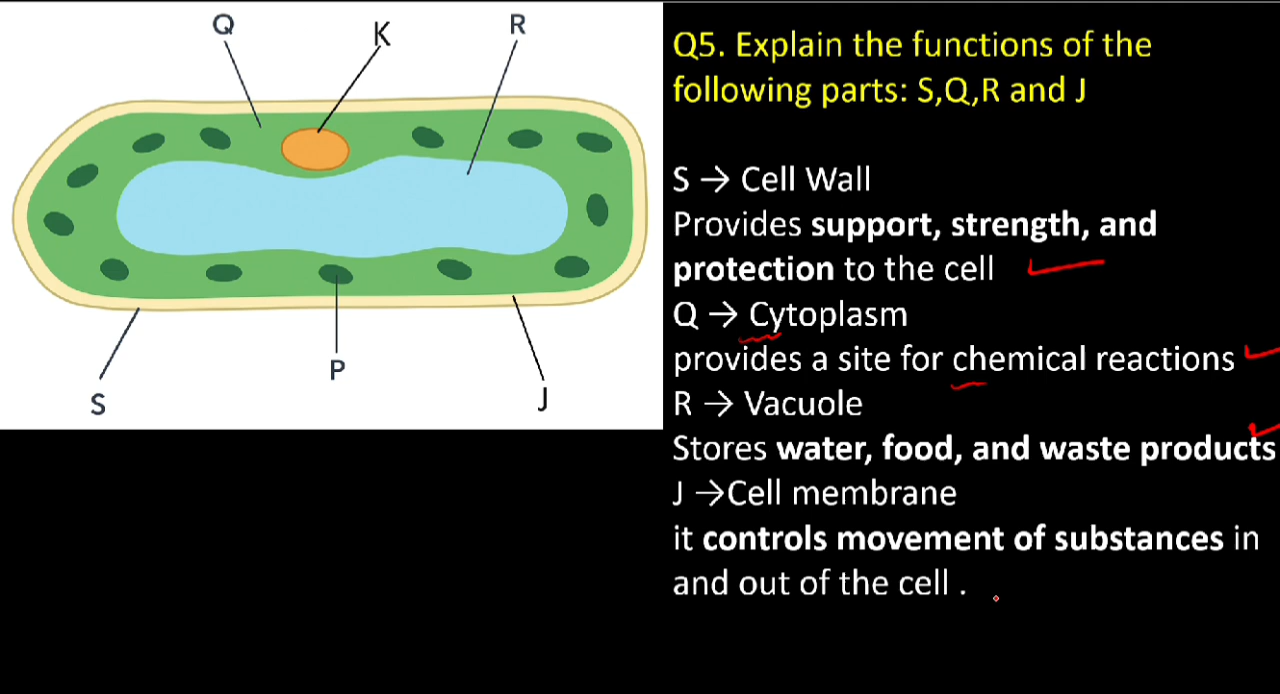 Q
K
R
S
P
J
Q5. Explain the functions of the
following parts: S,Q,R and J
S → Cell Wall
Provides support, strength, and
protection to the cell
Q → Cytoplasm
provides a site for chemical reactions
R → Vacuole
Stores water, food, and waste products
J →Cell membrane
it controls movement of substances in
and out of the cell .